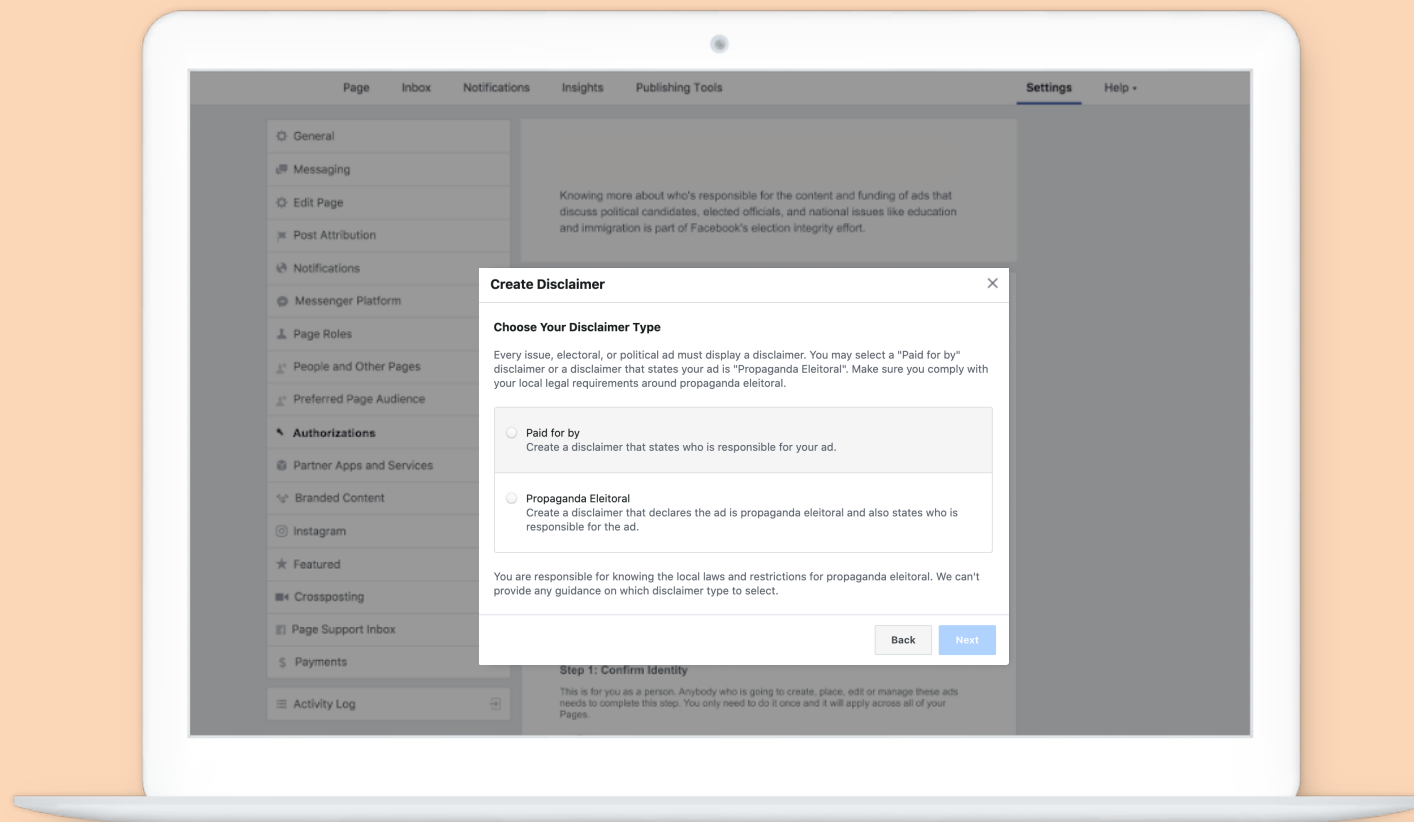 Page Inbox Notifications Insights Publishing Tools Settings Help
General
Messaging
Edit Page
Post Attribution
Notifications
Messenger Platform
Page Roles
People and Other Pages
Preferred Page Audience
Authorizations
Partner Apps and Services
Branded Content
Instagram
Featured
Crossposting
Page Support Inbox
$ Payments
Activity Log
Knowing more about who's responsible for the content and funding of ads that
discuss political candidates, elected officials, and national issues like education
and immigration is part of Facebook's election integrity effort.
Create Disclaimer
Choose Your Disclaimer Type
Every issue, electoral, or political ad must display a disclaimer. You may select a "Paid for by"
disclaimer or a disclaimer that states your ad is "Propaganda Eleitoral". Make sure you comply with
your local legal requirements around propaganda eleitoral.
Paid for by
Create a disclaimer that states who is responsible for your ad.
Propaganda Eleitoral
Create a disclaimer that declares the ad is propaganda eleitoral and also states who is
responsible for the ad.
You are responsible for knowing the local laws and restrictions for propaganda eleitoral. We can't
provide any guidance on which disclaimer type to select.
Back Next
Step 1: Confirm Identity
This is for you as a person. Anybody who is going to create, place, edit or manage these ads
needs to complete this step. You only need to do it once and it will apply across all of your
Pages.